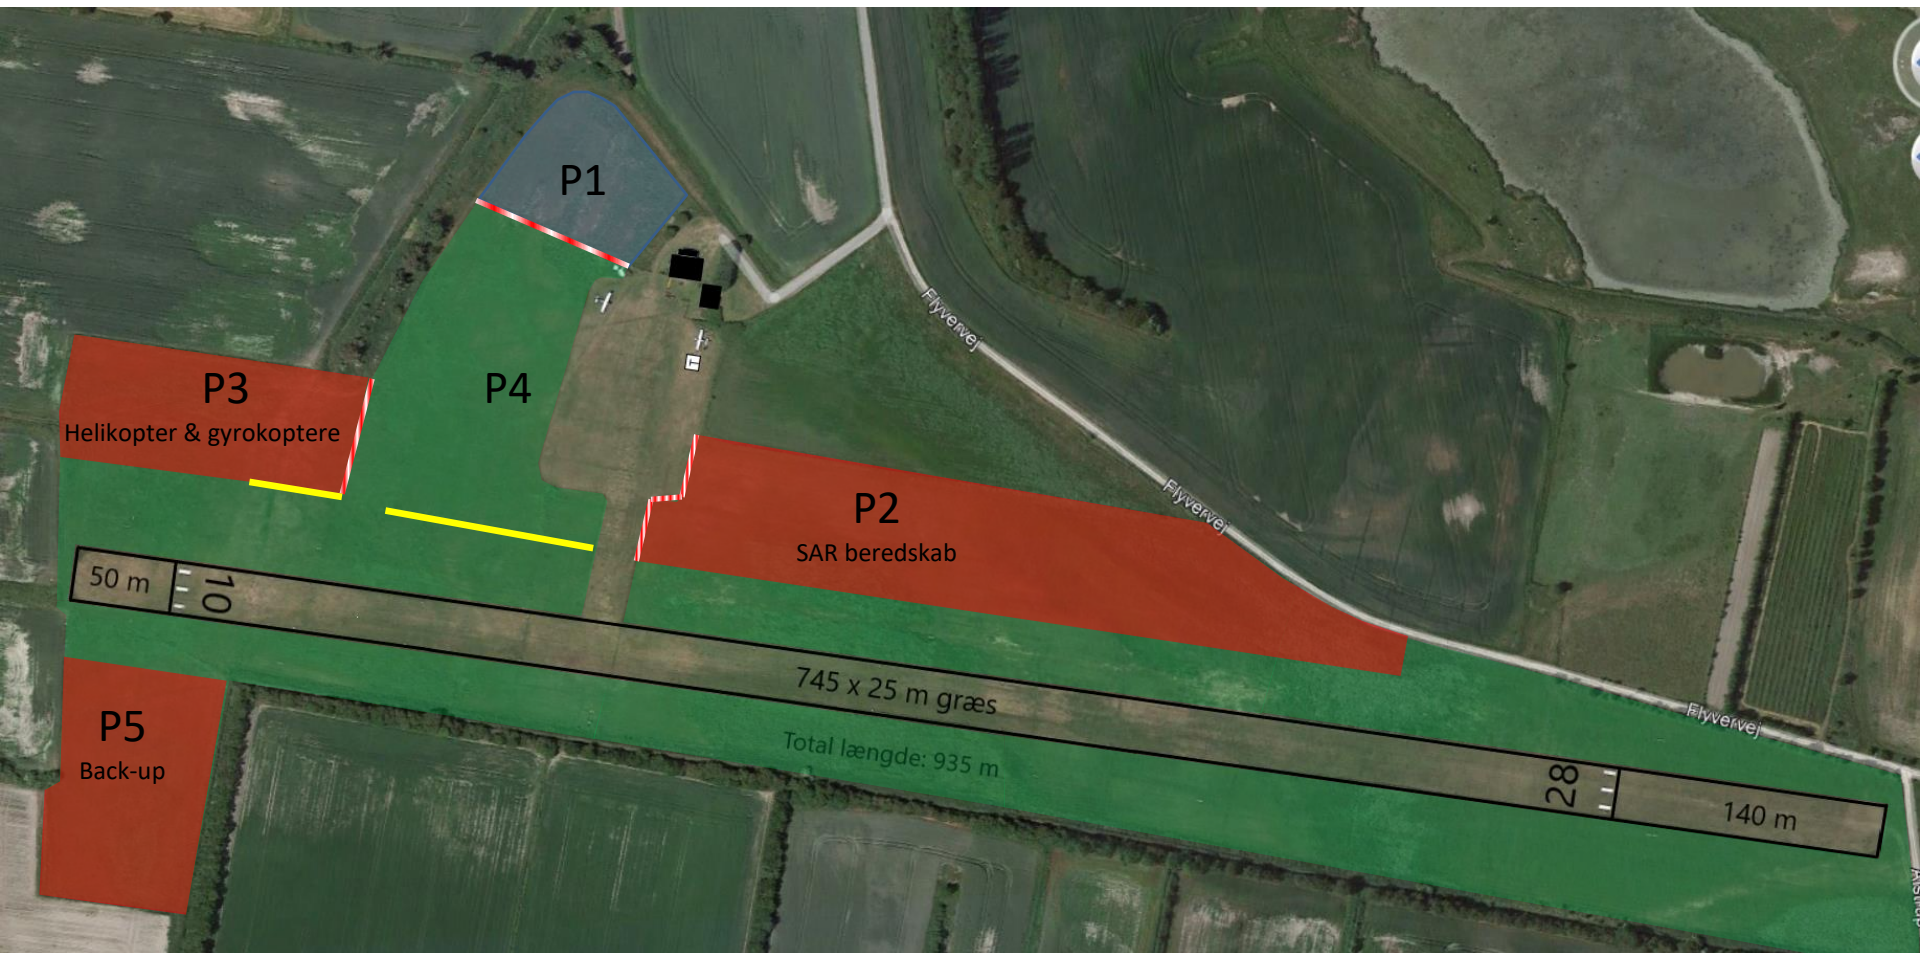 P1
P3
Helikopter & gyrokoptere
P4
T
Flyvervej
Flyvervej
P2
SAR beredskab
50 m
10
745 x 25 m græs
Total længde: 935 m
P5
Back-up
Flyvervej
28
140 m